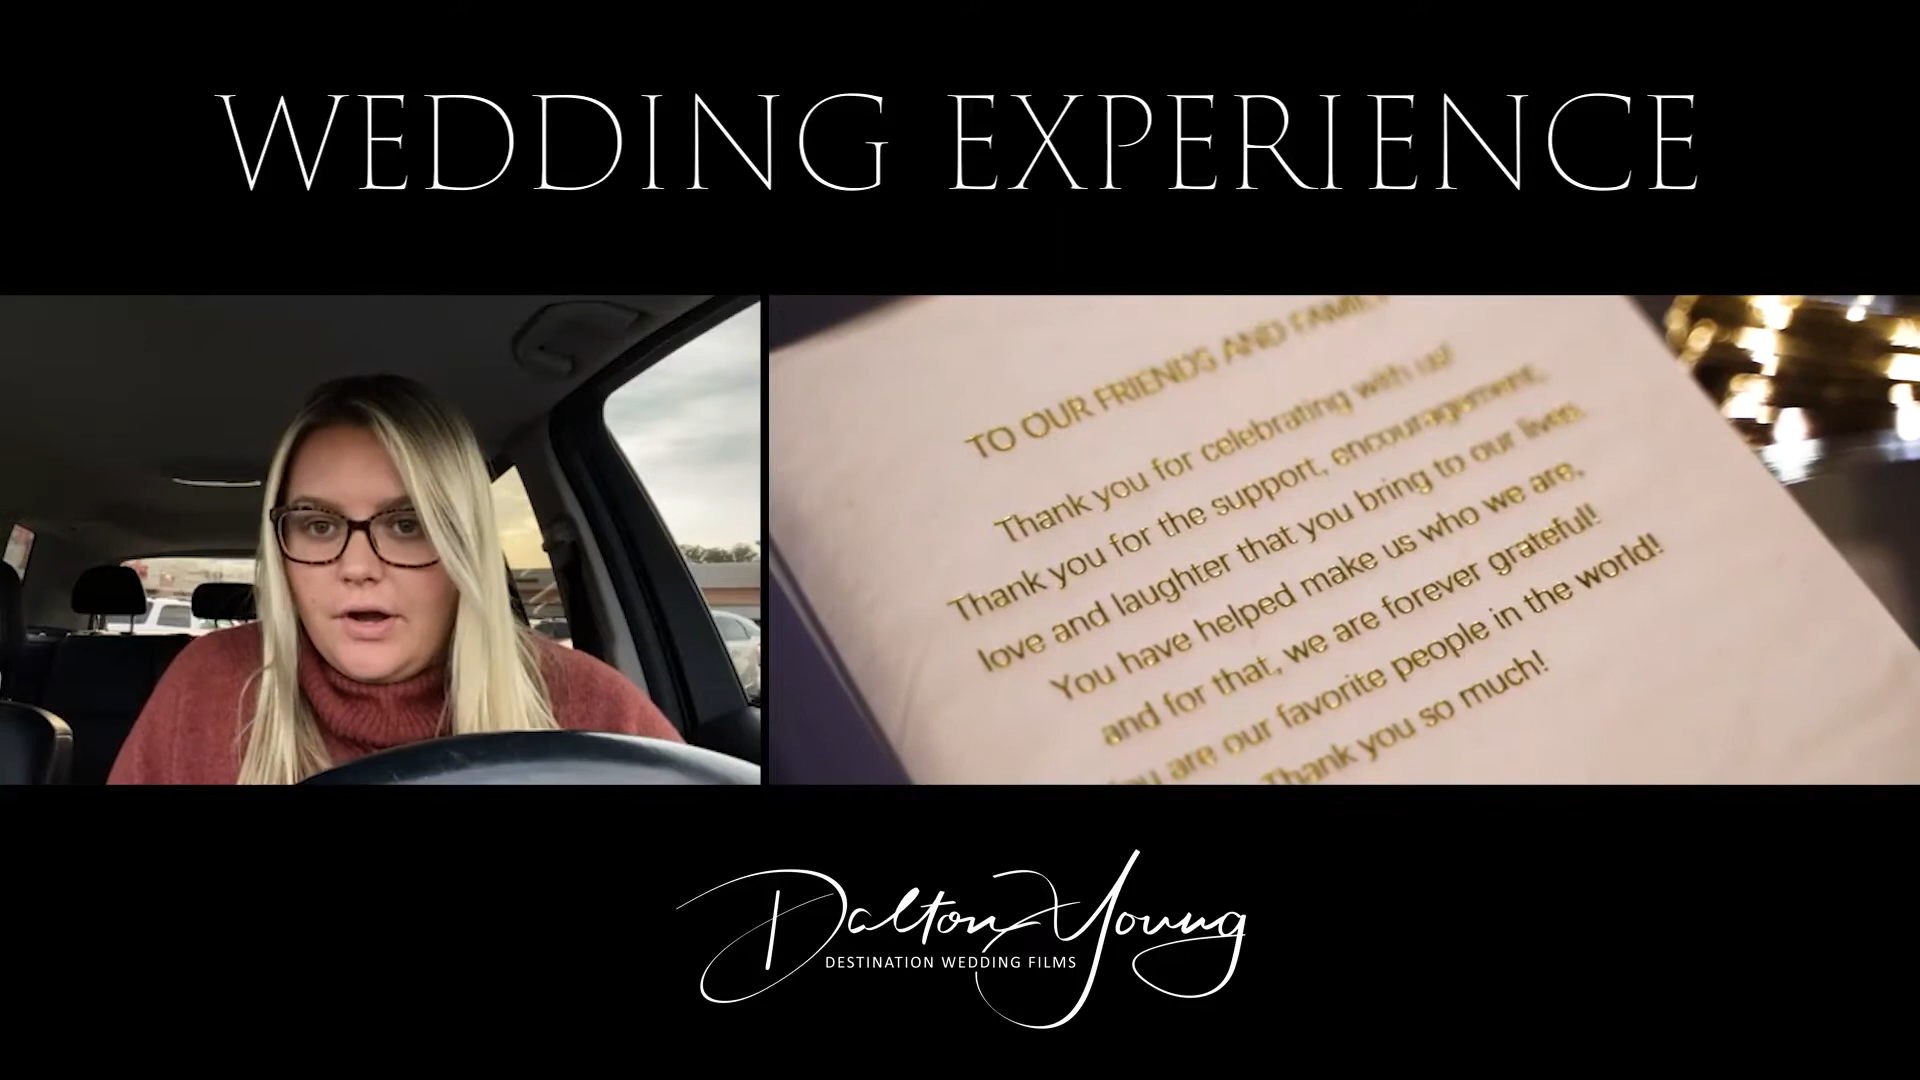 WEDDING EXPERIENCE
TO OUR FRIENDS AND FAMILY
Thank you for celebrating with us!
Thank you for the support, encouragement,
love and laughter that you bring to our lives.
You have helped make us who we are,
and for that, we are forever grateful!
You are our favorite people in the world!
Thank you so much!
Dalton Young
DESTINATION WEDDING FILMS